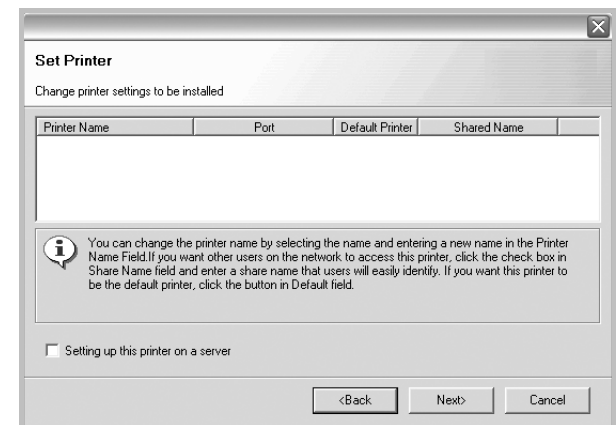 Set Printer
Change printer settings to be installed
Printer Name Port Default Printer Shared Name
You can change the printer name by selecting the name and entering a new name in the Printer
Name Field.If you want other users on the network to access this printer, click the check box in
Share Name field and enter a share name that users will easily identify. If you want this printer to
be the default printer, click the button in Default field.
Setting up this printer on a server
<Back Next> Cancel